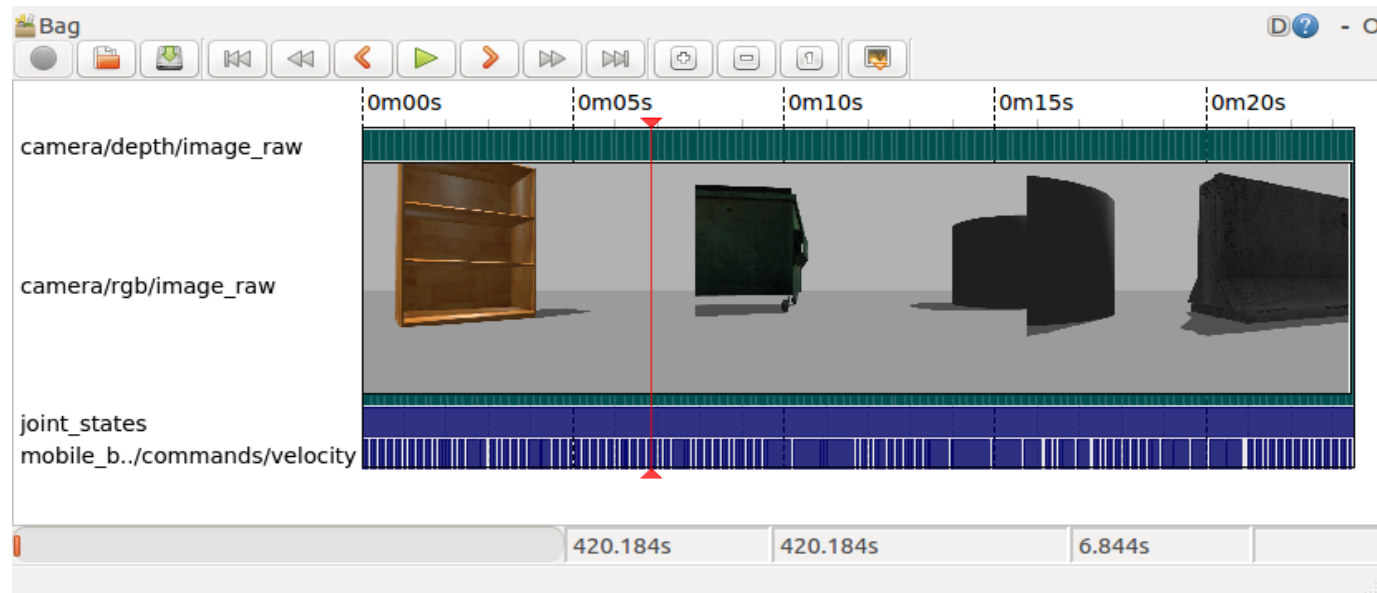 Bag
D ? - O
0m00s 0m05s 0m10s 0m15s 0m20s
camera/depth/image_raw
camera/rgb/image_raw
joint_states
mobile_b../commands/velocity
420.184s 420.184s 6.844s